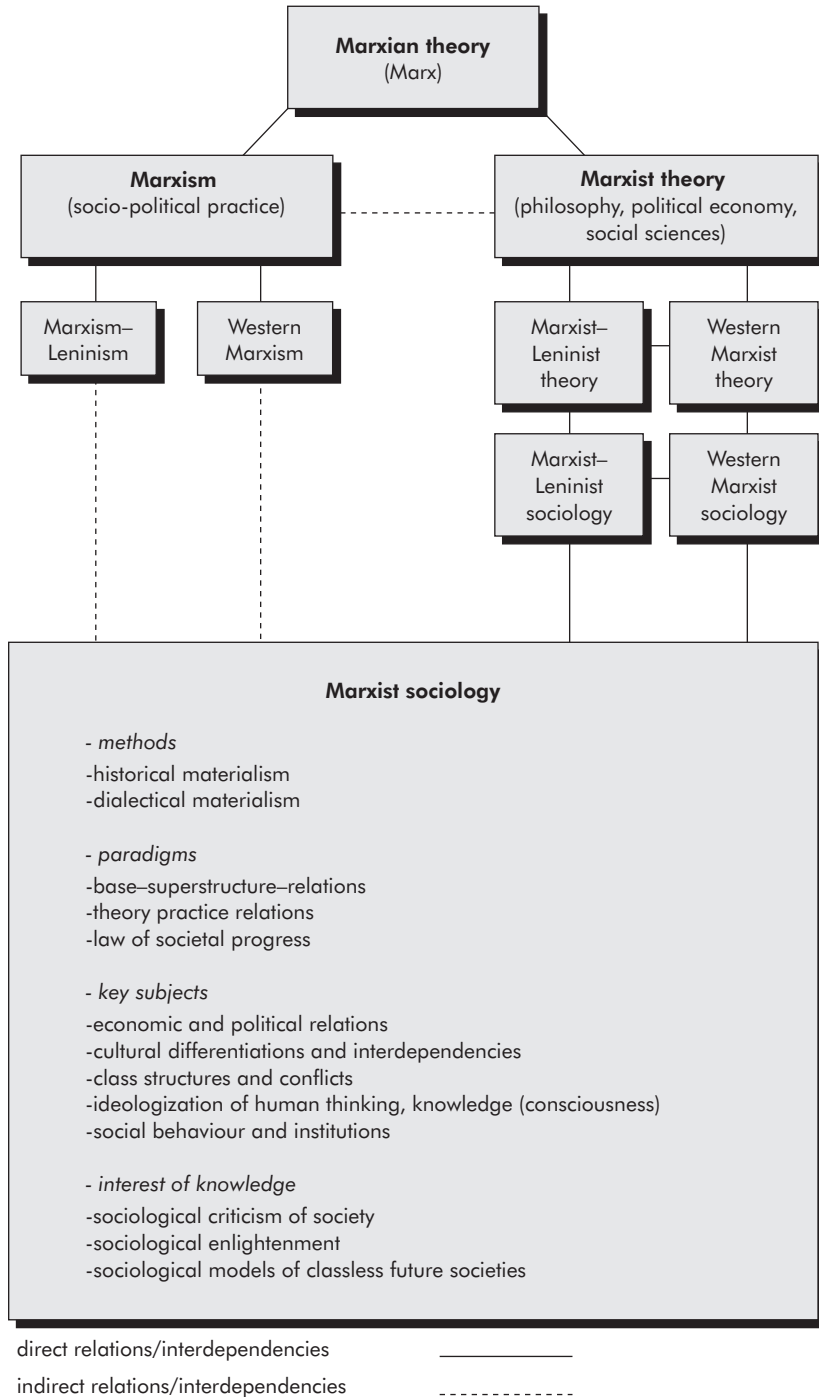 Marxian theory
(Marx)
Marxism
(socio-political practice)
Marxist theory
(philosophy, political economy,
social sciences)
Marxism–
Leninism
Western
Marxism
Marxist–
Leninist
theory
Western
Marxist
theory
Marxist–
Leninist
sociology
Western
Marxist
sociology
Marxist sociology
- methods
-historical materialism
-dialectical materialism
- paradigms
-base–superstructure–relations
-theory practice relations
-law of societal progress
- key subjects
-economic and political relations
-cultural differentiations and interdependencies
-class structures and conflicts
-ideologization of human thinking, knowledge (consciousness)
-social behaviour and institutions
- interest of knowledge
-sociological criticism of society
-sociological enlightenment
-sociological models of classless future societies
direct relations/interdependencies
indirect relations/interdependencies